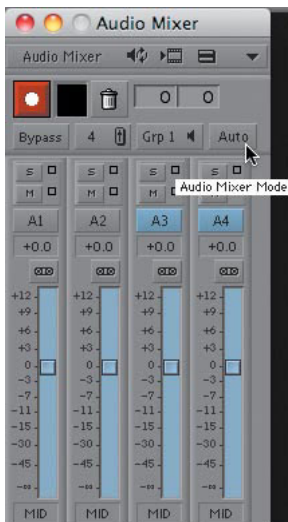 Audio Mixer
Audio Mixer
0 0
Bypass 4 Grp 1 Auto
S S S S
M M M M
Audio Mixer Mode
A1 A2 A3 A4
+0.0 +0.0 +0.0 +0.0
+12 +12 +12 +12
+9 +9 +9 +9
+6 +6 +6 +6
+3 +3 +3 +3
0 0 0 0
-3 -3 -3 -3
-7 -7 -7 -7
-11 -11 -11 -11
-15 -15 -15 -15
-30 -30 -30 -30
-45 -45 -45 -45
-∞ -∞ -∞ -∞
MID MID MID MID